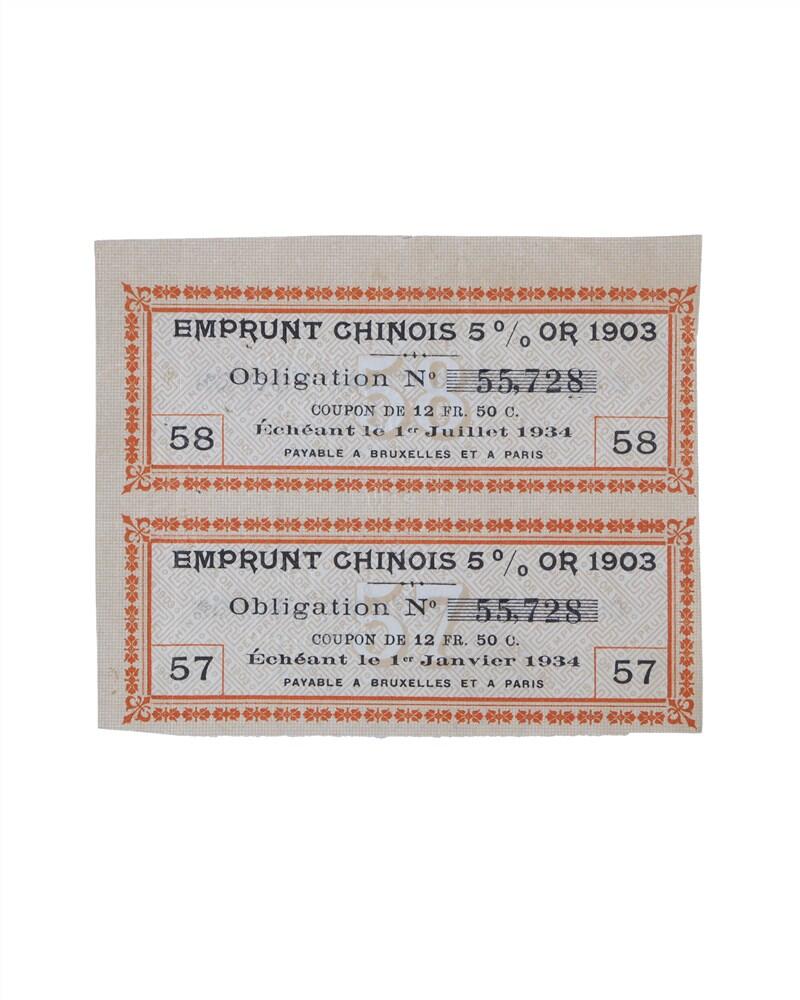 EMPRUNT CHINOIS 5% OR 1903
Obligation Nº 55,728
COUPON DE 12 FR. 50 C.
Échéant le 1er Juillet 1934
58 58
PAYABLE A BRUXELLES ET A PARIS
EMPRUNT CHINOIS 5% OR 1903
Obligation Nº 55,728
COUPON DE 12 FR. 50 C.
Échéant le 1er Janvier 1934
57 57
PAYABLE A BRUXELLES ET A PARIS